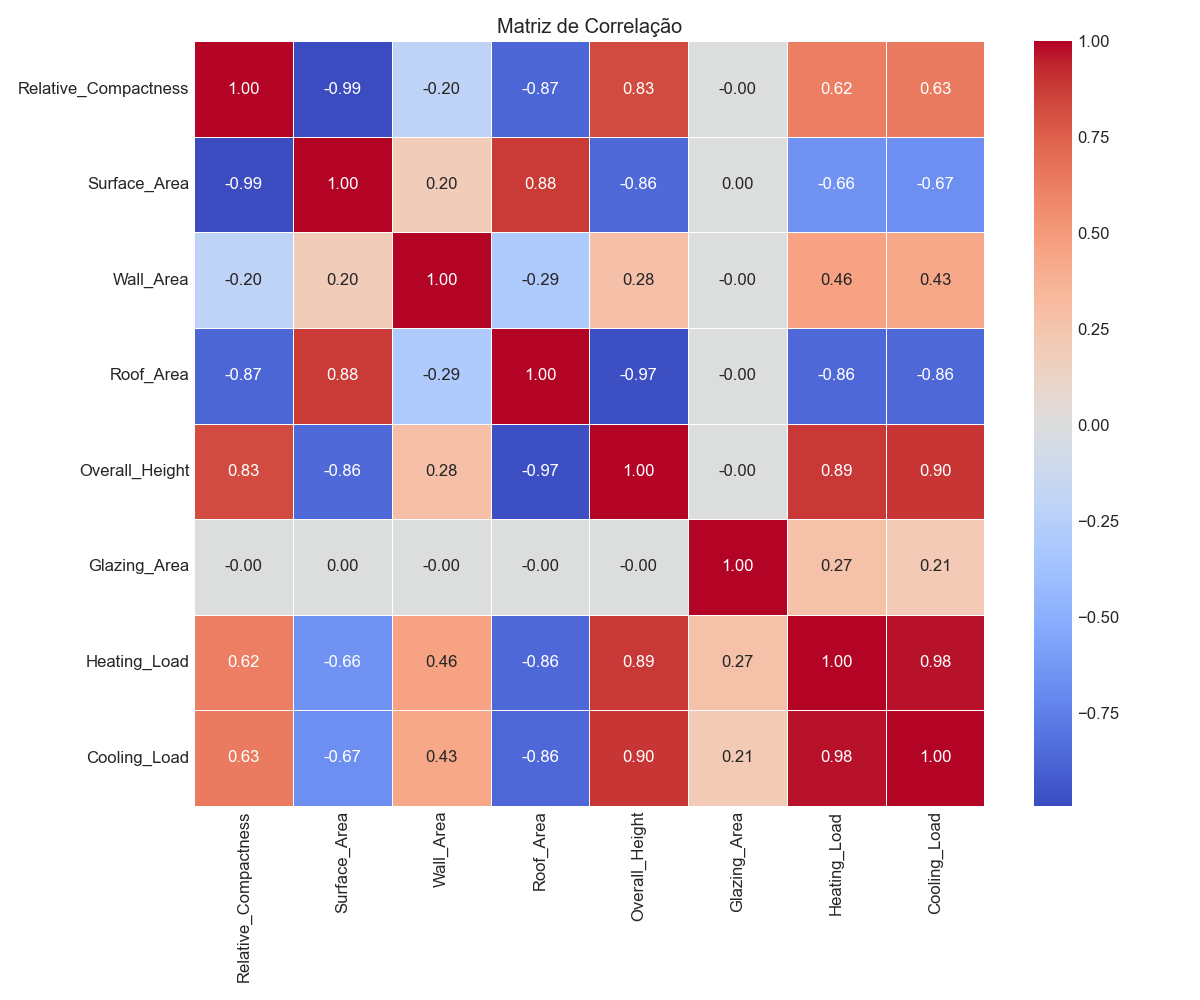 Matriz de Correlação
Relative_Compactness 1.00 -0.99 -0.20 -0.87 0.83 -0.00 0.62 0.63
Surface_Area -0.99 1.00 0.20 0.88 -0.86 0.00 -0.66 -0.67
Wall_Area -0.20 0.20 1.00 -0.29 0.28 -0.00 0.46 0.43
Roof_Area -0.87 0.88 -0.29 1.00 -0.97 -0.00 -0.86 -0.86
Overall_Height 0.83 -0.86 0.28 -0.97 1.00 -0.00 0.89 0.90
Glazing_Area -0.00 0.00 -0.00 -0.00 -0.00 1.00 0.27 0.21
Heating_Load 0.62 -0.66 0.46 -0.86 0.89 0.27 1.00 0.98
Cooling_Load 0.63 -0.67 0.43 -0.86 0.90 0.21 0.98 1.00
Relative_Compactness
Surface_Area
Wall_Area
Roof_Area
Overall_Height
Glazing_Area
Heating_Load
Cooling_Load
1.00
0.75
0.50
0.25
0.00
−0.25
−0.50
−0.75